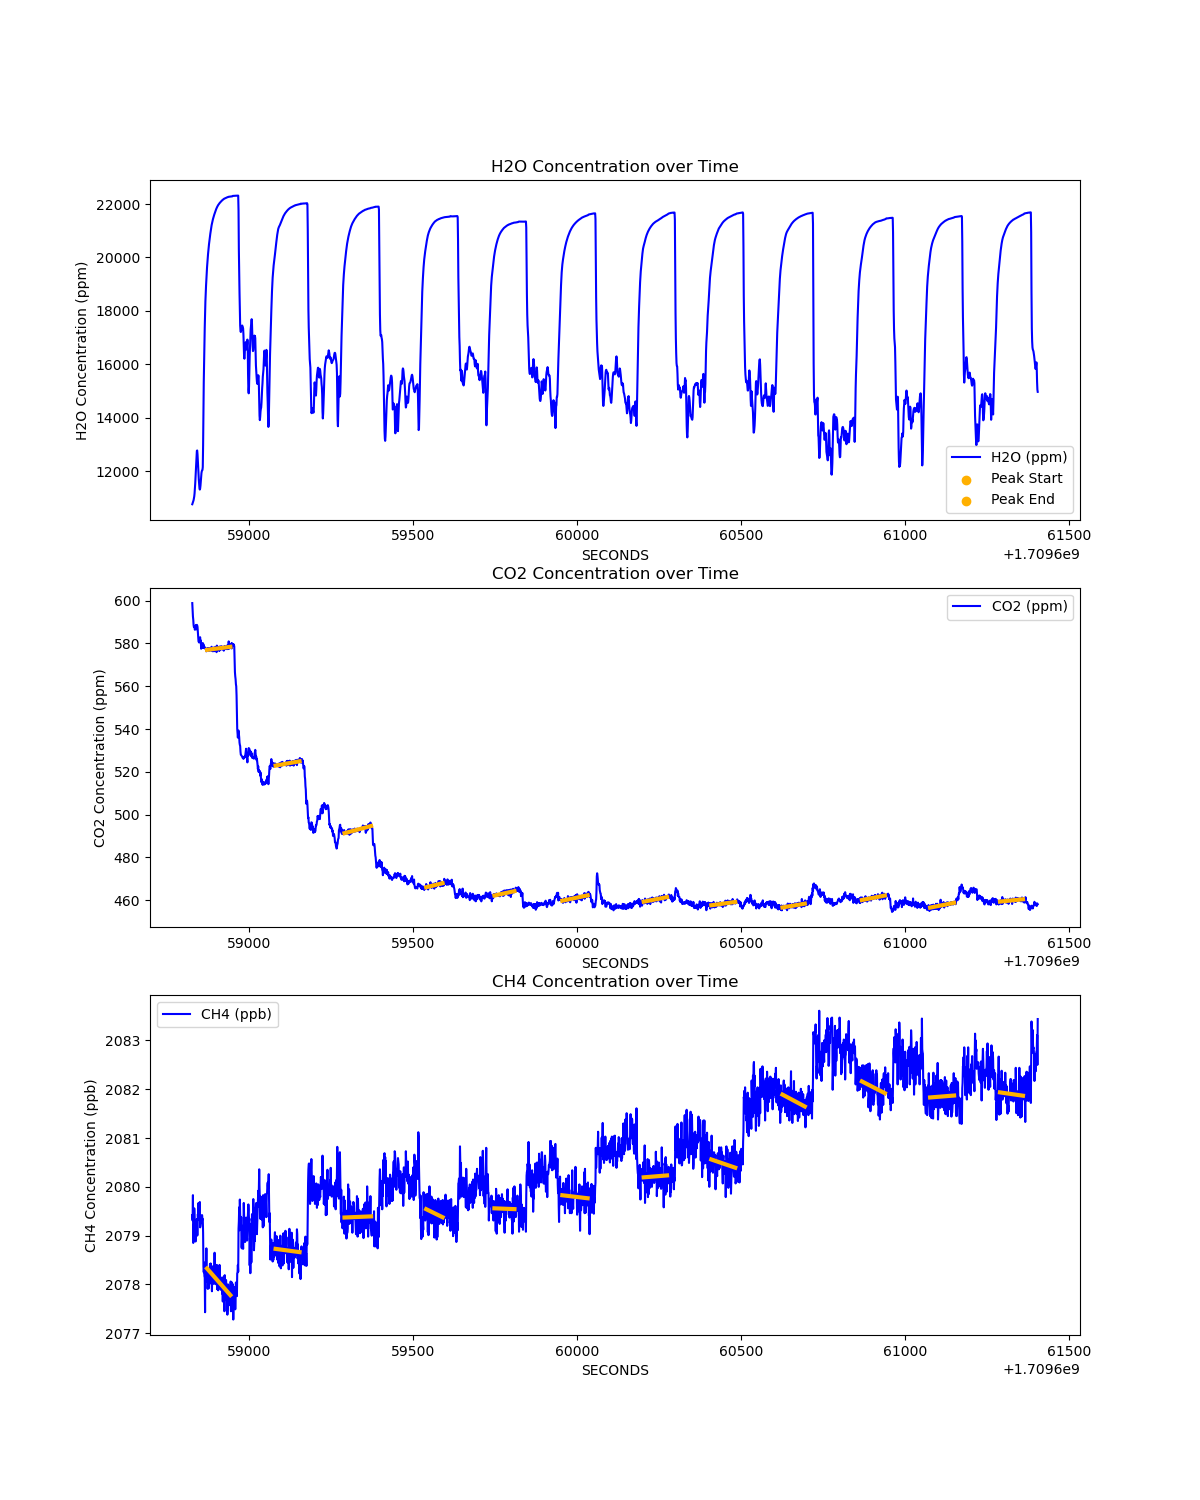 H2O Concentration over Time
22000
20000
18000
16000
14000
12000
H2O Concentration (ppm)
H2O (ppm)
Peak Start
Peak End
59000 59500 60000 60500 61000 61500
SECONDS
+1.7096e9
CO2 Concentration over Time
600
580
560
540
520
500
480
460
CO2 Concentration (ppm)
CO2 (ppm)
59000 59500 60000 60500 61000 61500
SECONDS
+1.7096e9
CH4 Concentration over Time
CH4 (ppb)
2083
2082
2081
2080
2079
2078
2077
CH4 Concentration (ppb)
59000 59500 60000 60500 61000 61500
+1.7096e9
SECONDS